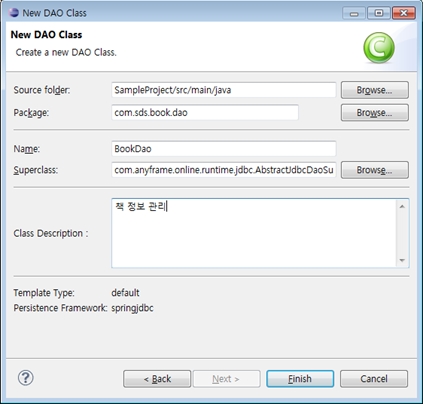 New DAO Class
New DAO Class
Create a new DAO Class.
Source folder: SampleProject/src/main/java Browse...
Package: com.sds.book.dao Browse...
Name: BookDao
Superclass: com.anyframe.online.runtime.jdbc.AbstractJdbcDaoSu Browse...
Class Description : 책 정보 관리
Template Type: default
Persistence Framework: springjdbc
? < Back Next > Finish Cancel